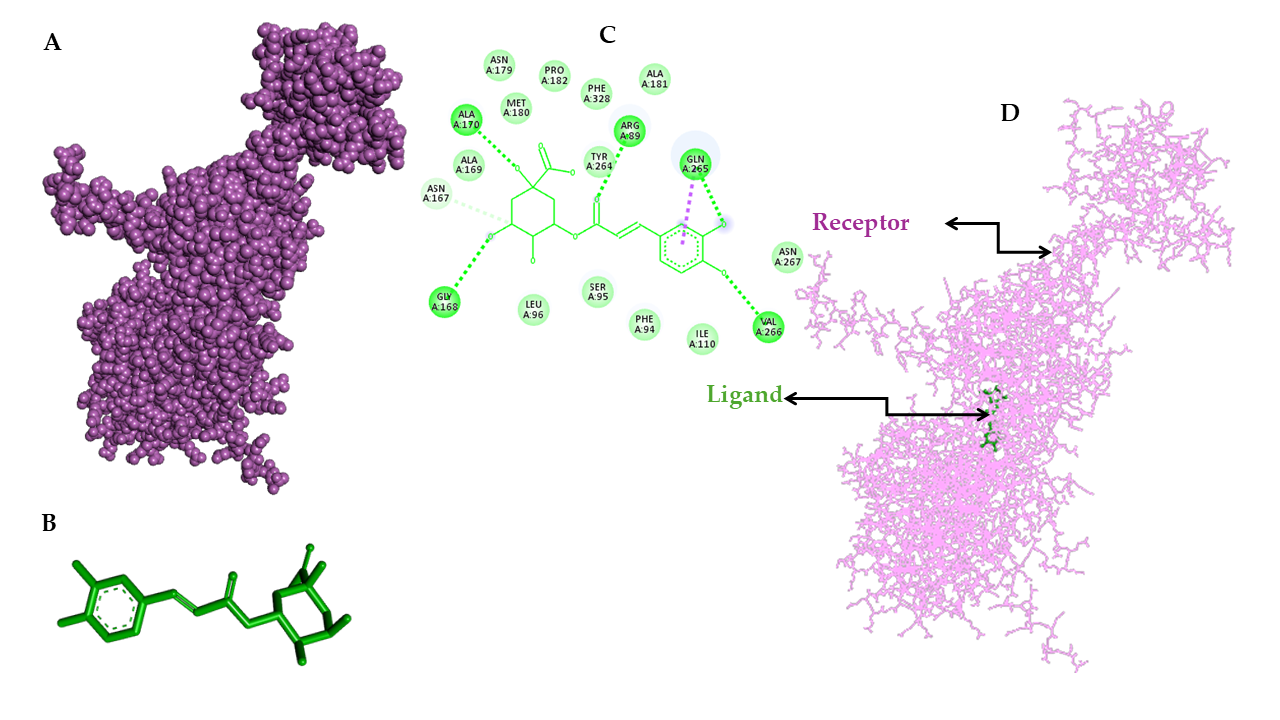 A
B
C
D
ASN
A:179
PRO
A:182
ALA
A:181
PHE
A:328
MET
A:180
ALA
A:170
ARG
A:89
TYR
A:264
GLN
A:265
ALA
A:169
ASN
A:167
ASN
A:267
GLY
A:168
LEU
A:96
SER
A:95
PHE
A:94
ILE
A:110
VAL
A:266
Receptor
Ligand